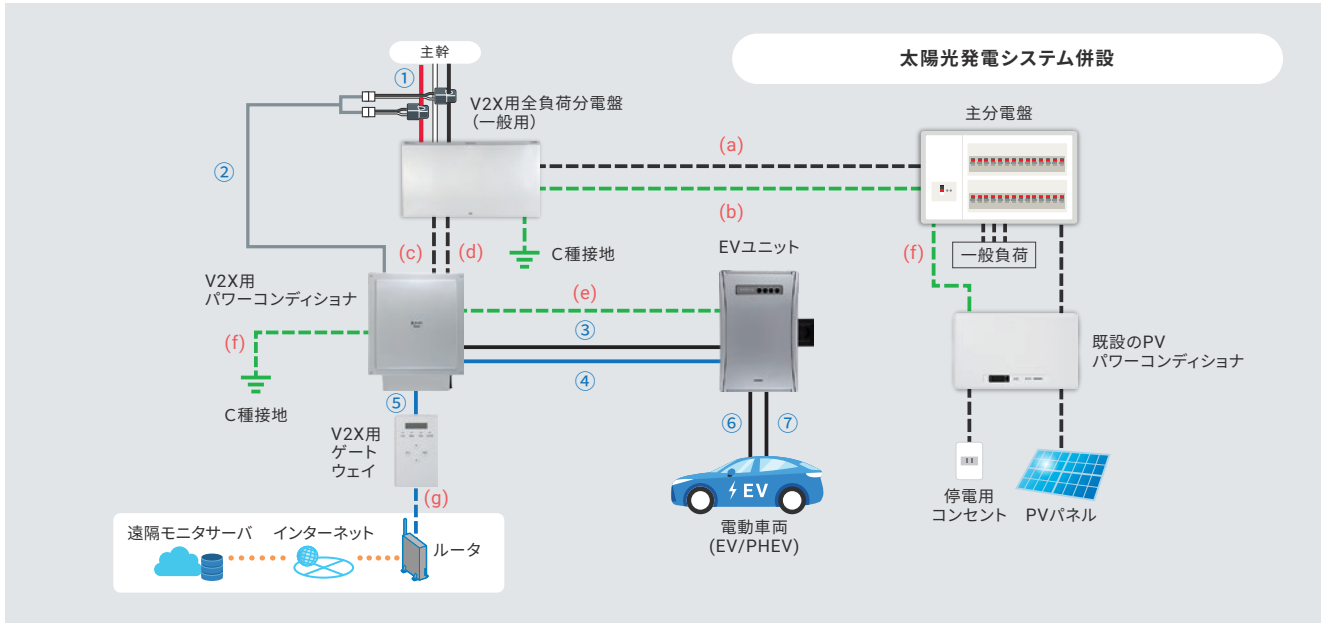 主幹
太陽光発電システム併設
①
V2X用全負荷分電盤
（一般用）
主分電盤
(a)
②
(b)
(c)
(d)
C種接地
EVユニット
(f)
一般負荷
V2X用
パワーコンディショナ
(e)
③
(f)
既設のPV
パワーコンディショナ
④
C種接地
⑤
⑥
⑦
V2X用
ゲート
ウェイ
EV
(g)
停電用
コンセント
PVパネル
電動車両
(EV/PHEV)
遠隔モニタサーバ
インターネット
ルータ